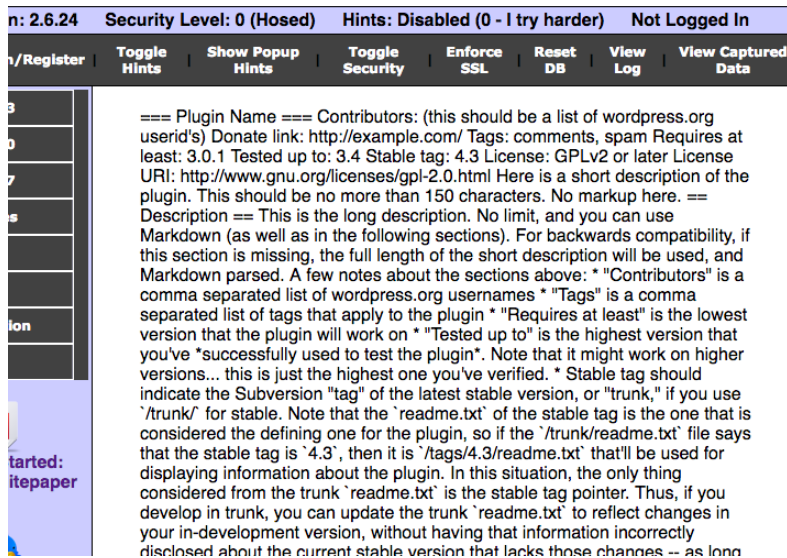 n: 2.6.24 Security Level: 0 (Hosed) Hints: Disabled (0 - I try harder) Not Logged In
n/Register Toggle Hints Show Popup Hints Toggle Security Enforce SSL Reset DB View Log View Captured Data
3
0
7
s
ion
tarted:
itepaper
=== Plugin Name === Contributors: (this should be a list of wordpress.org
userid's) Donate link: http://example.com/ Tags: comments, spam Requires at
least: 3.0.1 Tested up to: 3.4 Stable tag: 4.3 License: GPLv2 or later License
URI: http://www.gnu.org/licenses/gpl-2.0.html Here is a short description of the
plugin. This should be no more than 150 characters. No markup here. ==
Description == This is the long description. No limit, and you can use
Markdown (as well as in the following sections). For backwards compatibility, if
this section is missing, the full length of the short description will be used, and
Markdown parsed. A few notes about the sections above: * "Contributors" is a
comma separated list of wordpress.org usernames * "Tags" is a comma
separated list of tags that apply to the plugin * "Requires at least" is the lowest
version that the plugin will work on * "Tested up to" is the highest version that
you've *successfully used to test the plugin*. Note that it might work on higher
versions... this is just the highest one you've verified. * Stable tag should
indicate the Subversion "tag" of the latest stable version, or "trunk," if you use
`/trunk/` for stable. Note that the `readme.txt` of the stable tag is the one that is
considered the defining one for the plugin, so if the `/trunk/readme.txt` file says
that the stable tag is `4.3`, then it is `/tags/4.3/readme.txt` that'll be used for
displaying information about the plugin. In this situation, the only thing
considered from the trunk `readme.txt` is the stable tag pointer. Thus, if you
develop in trunk, you can update the trunk `readme.txt` to reflect changes in
your in-development version, without having that information incorrectly
disclosed about the current stable version that lacks those changes -- as long